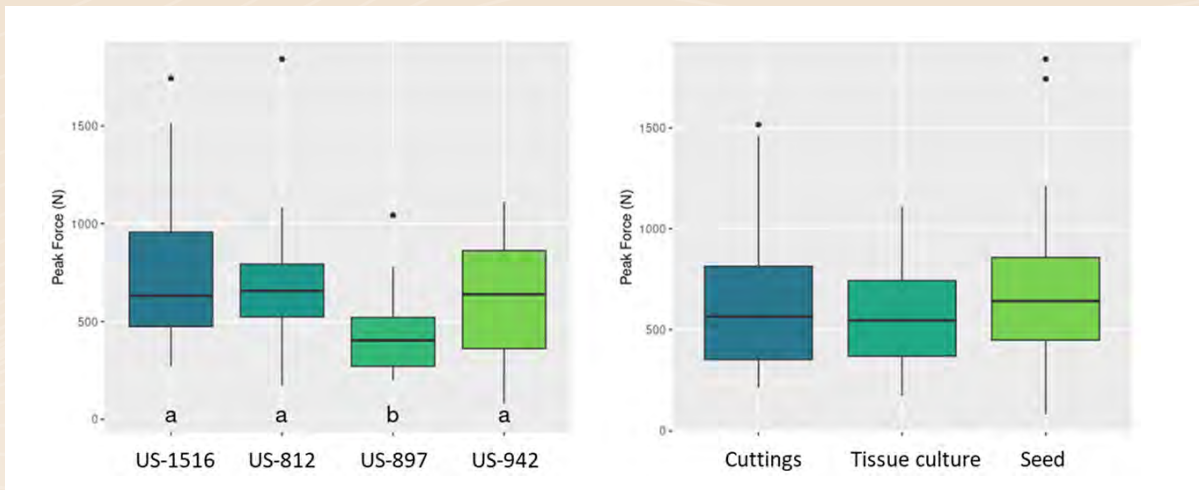 Peak Force (N)
1500
1000
500
0
a a b a
US-1516 US-812 US-897 US-942
Peak Force (N)
1500
1000
500
0
Cuttings Tissue culture Seed